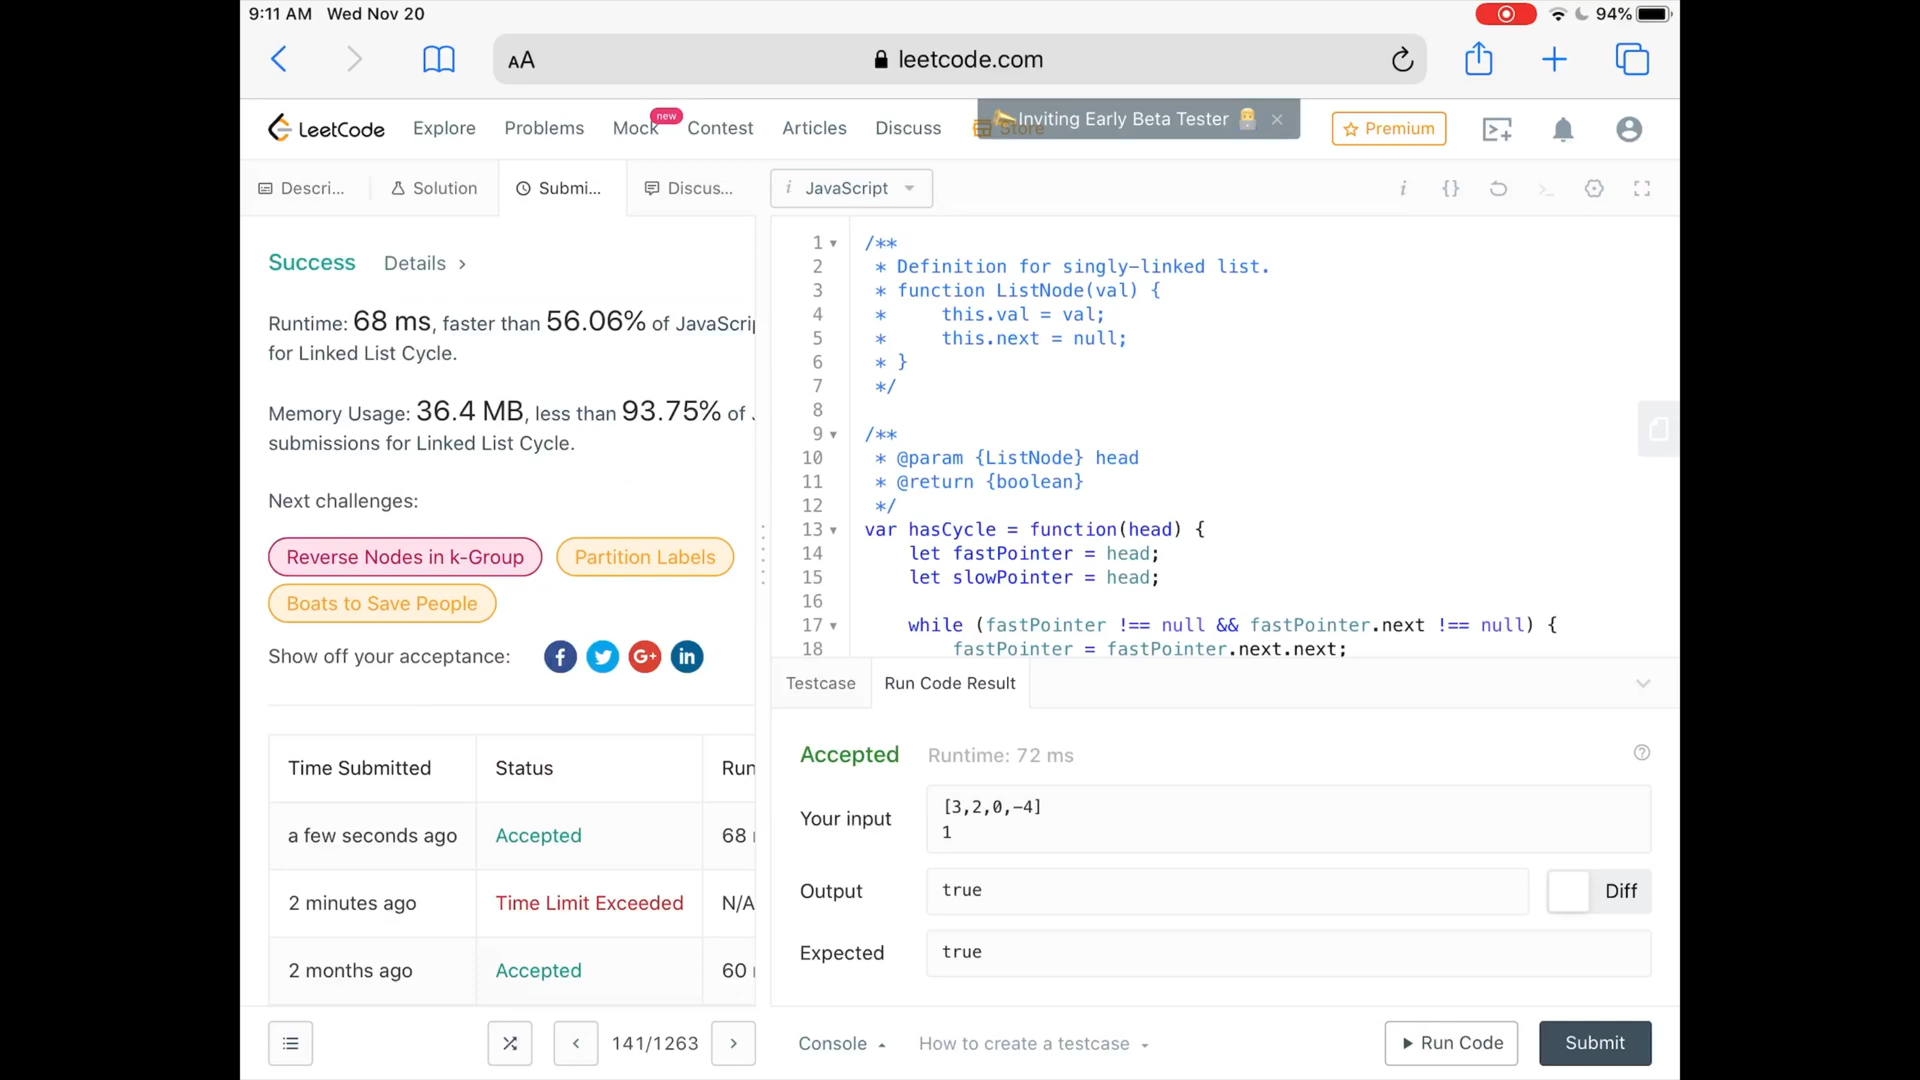 9:11 AM Wed Nov 20
94%
AA
leetcode.com
LeetCode
Explore
Problems
Mock
new
Contest
Articles
Discuss
Store
Inviting Early Beta Tester
Premium
Descri...
Solution
Submi...
Discus...
i JavaScript
Success Details >
Runtime: 68 ms, faster than 56.06% of JavaScri
for Linked List Cycle.
Memory Usage: 36.4 MB, less than 93.75% of
submissions for Linked List Cycle.
Next challenges:
Reverse Nodes in k-Group
Partition Labels
Boats to Save People
Show off your acceptance:
f G+ in
Time Submitted Status Run
a few seconds ago Accepted 68
2 minutes ago Time Limit Exceeded N/A
2 months ago Accepted 60
141/1263
i {}
1 /**
2 * Definition for singly-linked list.
3 * function ListNode(val) {
4 *     this.val = val;
5 *     this.next = null;
6 * }
7 */
8
9 /**
10 * @param {ListNode} head
11 * @return {boolean}
12 */
13 var hasCycle = function(head) {
14     let fastPointer = head;
15     let slowPointer = head;
16
17     while (fastPointer !== null && fastPointer.next !== null) {
18         fastPointer = fastPointer.next.next;
Testcase
Run Code Result
Accepted Runtime: 72 ms
Your input
[3,2,0,-4]
1
Output
true
Diff
Expected
true
Console
How to create a testcase
Run Code
Submit